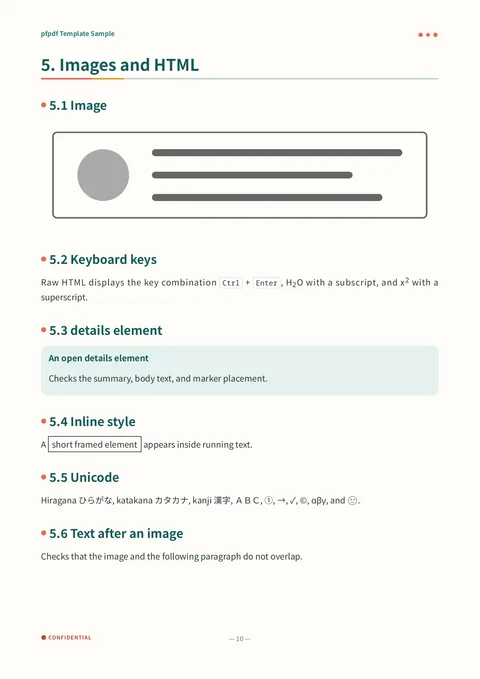 pfpdf Template Sample
5. Images and HTML
5.1 Image
5.2 Keyboard keys
Raw HTML displays the key combination Ctrl + Enter , H₂O with a subscript, and x² with a
superscript.
5.3 details element
An open details element
Checks the summary, body text, and marker placement.
5.4 Inline style
A short framed element appears inside running text.
5.5 Unicode
Hiragana ひらがな, katakana カタカナ, kanji 漢字, ＡＢＣ, ①, →, ✓, ©, αβγ, and 🙂.
5.6 Text after an image
Checks that the image and the following paragraph do not overlap.
CONFIDENTIAL
— 10 —